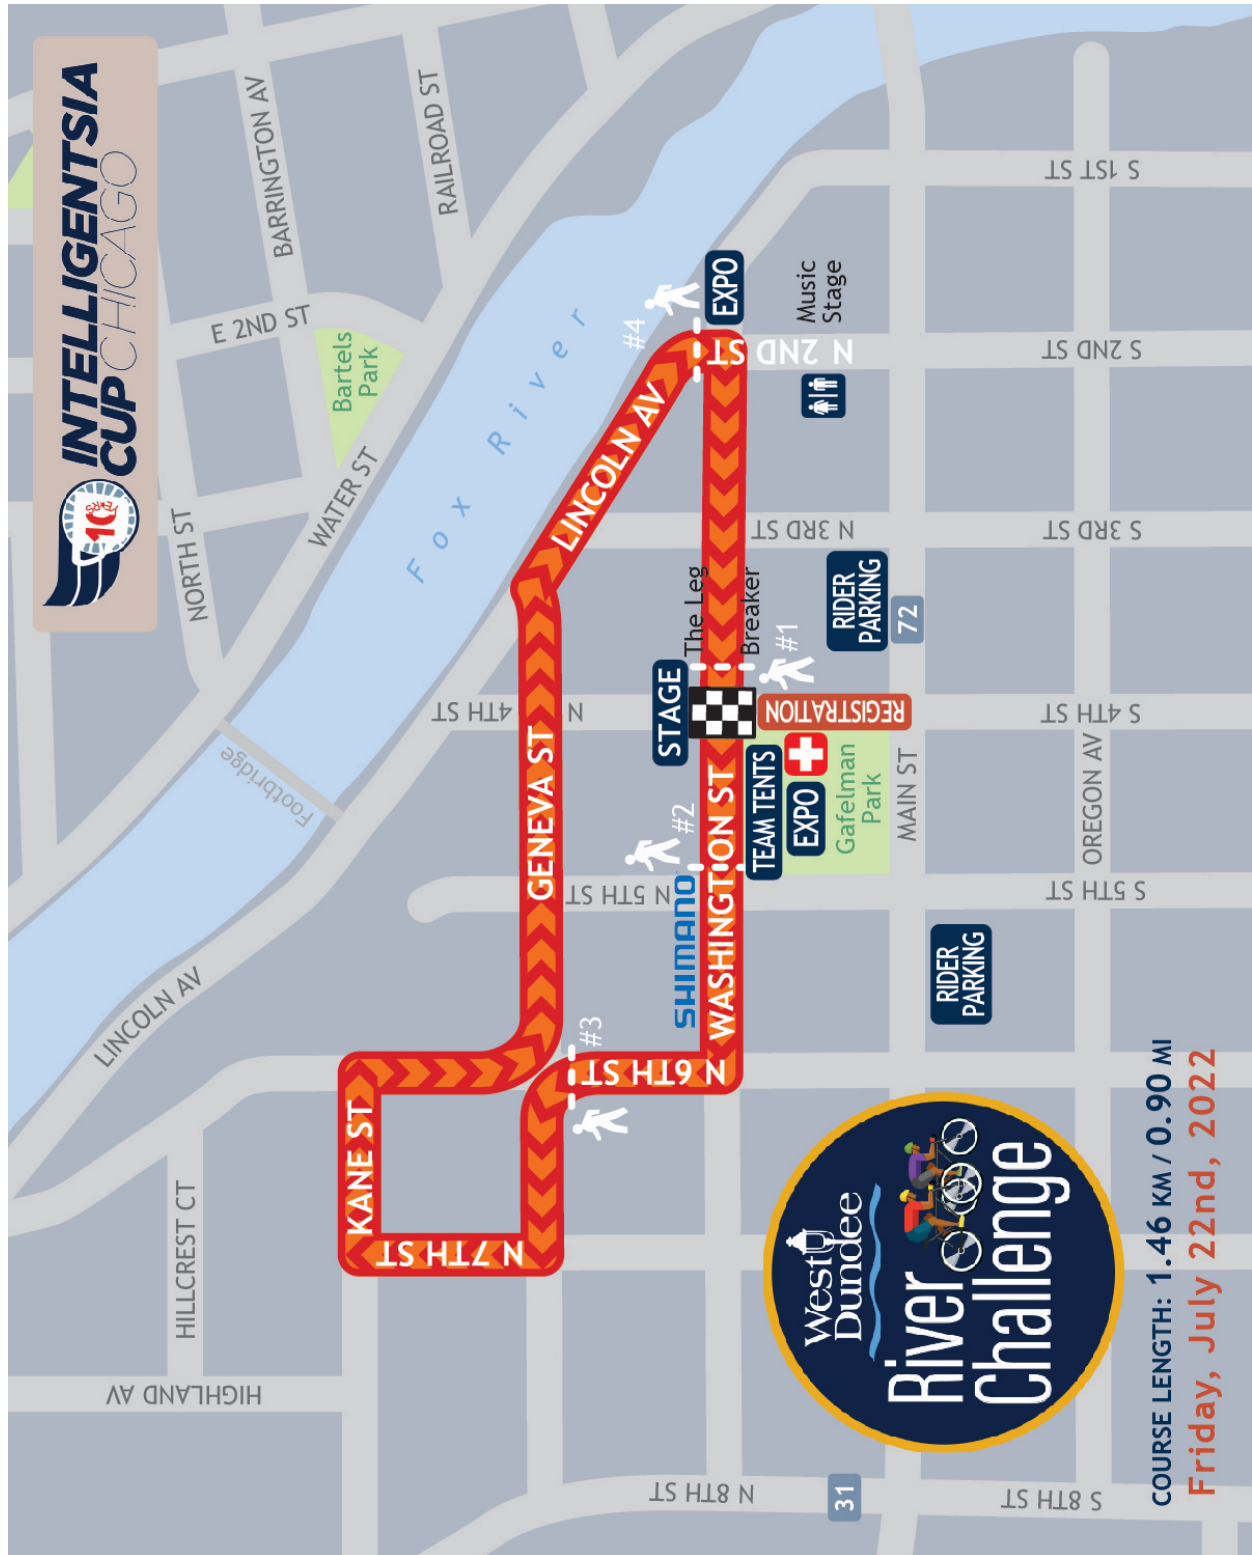 10
YEARS
INTELLIGENTSIA
CUP CHICAGO
NORTH ST
E 2ND ST
BARRINGTON AV
RAILROAD ST
WATER ST
Bartels
Park
Fox River
Footbridge
LINCOLN AV
HILLCREST CT
HIGHLAND AV
KANE ST
N 7TH ST
GENEVA ST
LINCOLN AV
N 4TH ST
N 5TH ST
#3
N 6TH ST
SHIMANO
#2
STAGE
The Leg
Breaker
#1
#4
EXPO
N 2ND ST
WASHINGTON ST
TEAM TENTS
EXPO
REGISTRATION
Gafelman
Park
N 3RD ST
Music
Stage
RIDER
PARKING
72
MAIN ST
RIDER
PARKING
OREGON AV
S 1ST ST
S 2ND ST
S 3RD ST
S 4TH ST
S 5TH ST
N 8TH ST
31
S 8TH ST
West
Dundee
River
Challenge
COURSE LENGTH: 1.46 KM / 0.90 MI
Friday, July 22nd, 2022